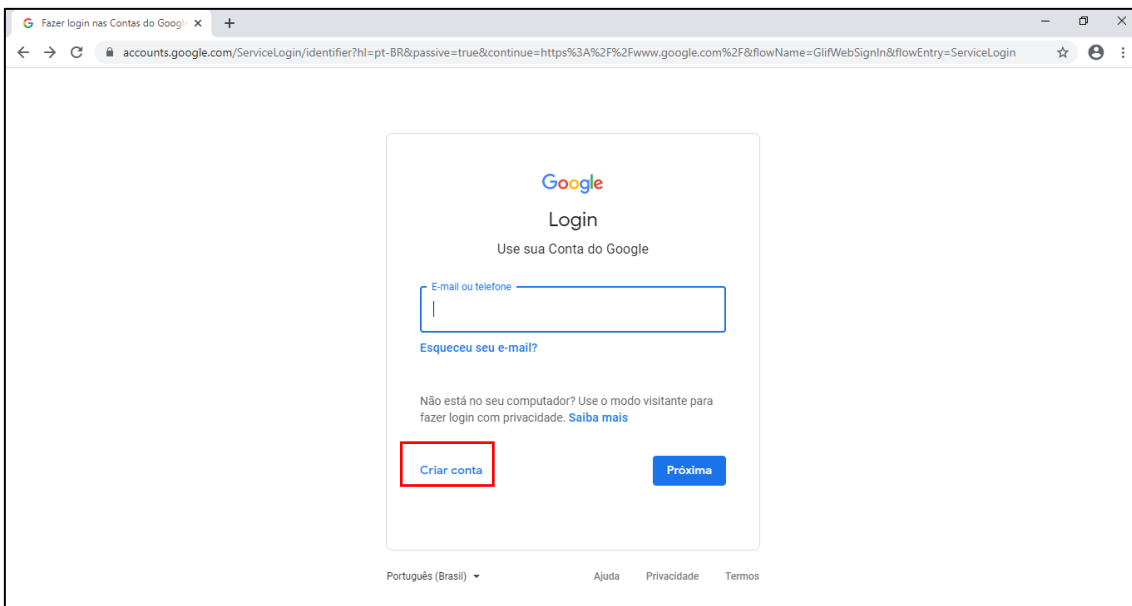 Fazer login nas Contas do Googl
accounts.google.com/ServiceLogin/identifier?hl=pt-BR&passive=true&continue=https%3A%2F%2Fwww.google.com%2F&flowName=GlifWebSignIn&flowEntry=ServiceLogin
Google
Login
Use sua Conta do Google
E-mail ou telefone
Esqueceu seu e-mail?
Não está no seu computador? Use o modo visitante para
fazer login com privacidade. Saiba mais
Criar conta Próxima
Português (Brasil) Ajuda Privacidade Termos